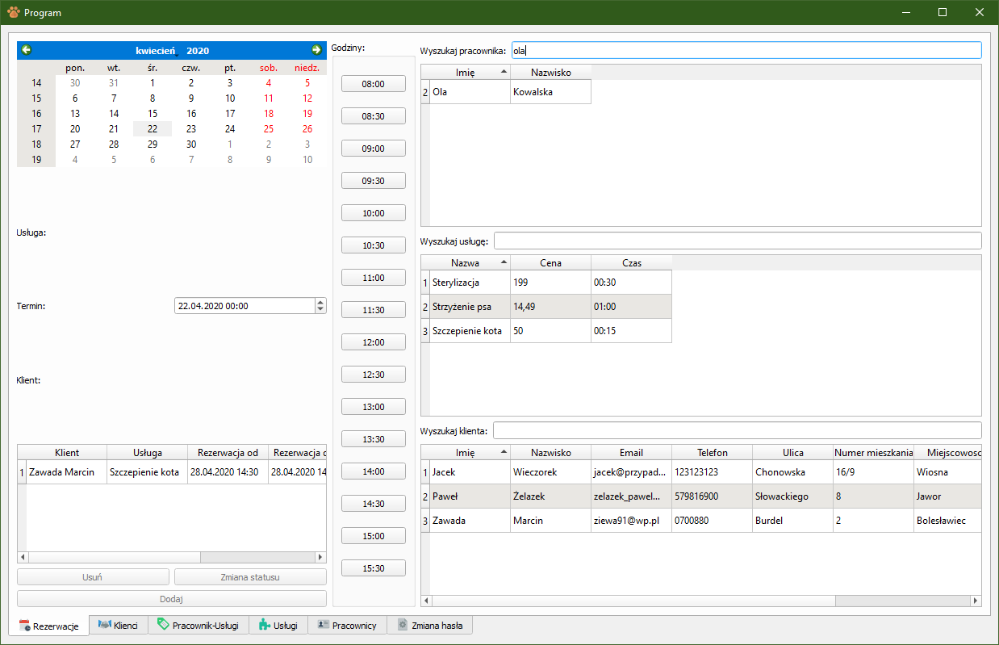 Program
kwiecień 2020
pon. wt. śr. czw. pt. sob. niedz.
14 30 31 1 2 3 4 5
15 6 7 8 9 10 11 12
16 13 14 15 16 17 18 19
17 20 21 22 23 24 25 26
18 27 28 29 30 1 2 3
19 4 5 6 7 8 9 10
Usługa:
Termin: 22.04.2020 00:00
Klient:
Klient Usługa Rezerwacja od Rezerwacja d
1 Zawada Marcin Szczepienie kota 28.04.2020 14:30 28.04.2020 14
Usuń Zmiana statusu
Dodaj
Godziny:
08:00
08:30
09:00
09:30
10:00
10:30
11:00
11:30
12:00
12:30
13:00
13:30
14:00
14:30
15:00
15:30
Wyszukaj pracownika: ola
Imię Nazwisko
2 Ola Kowalska
Wyszukaj usługę:
Nazwa Cena Czas
1 Sterylizacja 199 00:30
2 Strzyżenie psa 14,49 01:00
3 Szczepienie kota 50 00:15
Wyszukaj klienta:
Imię Nazwisko Email Telefon Ulica Numer mieszkania Miejscowosc
1 Jacek Wieczorek jacek@przypad... 123123123 Chonowska 16/9 Wiosna
2 Paweł Żelazek zelazek_pawel... 579816900 Słowackiego 8 Jawor
3 Zawada Marcin ziewa91@wp.pl 0700880 Burdel 2 Bolesławiec
Rezerwacje Klienci Pracownik-Usługi Usługi Pracownicy Zmiana hasła